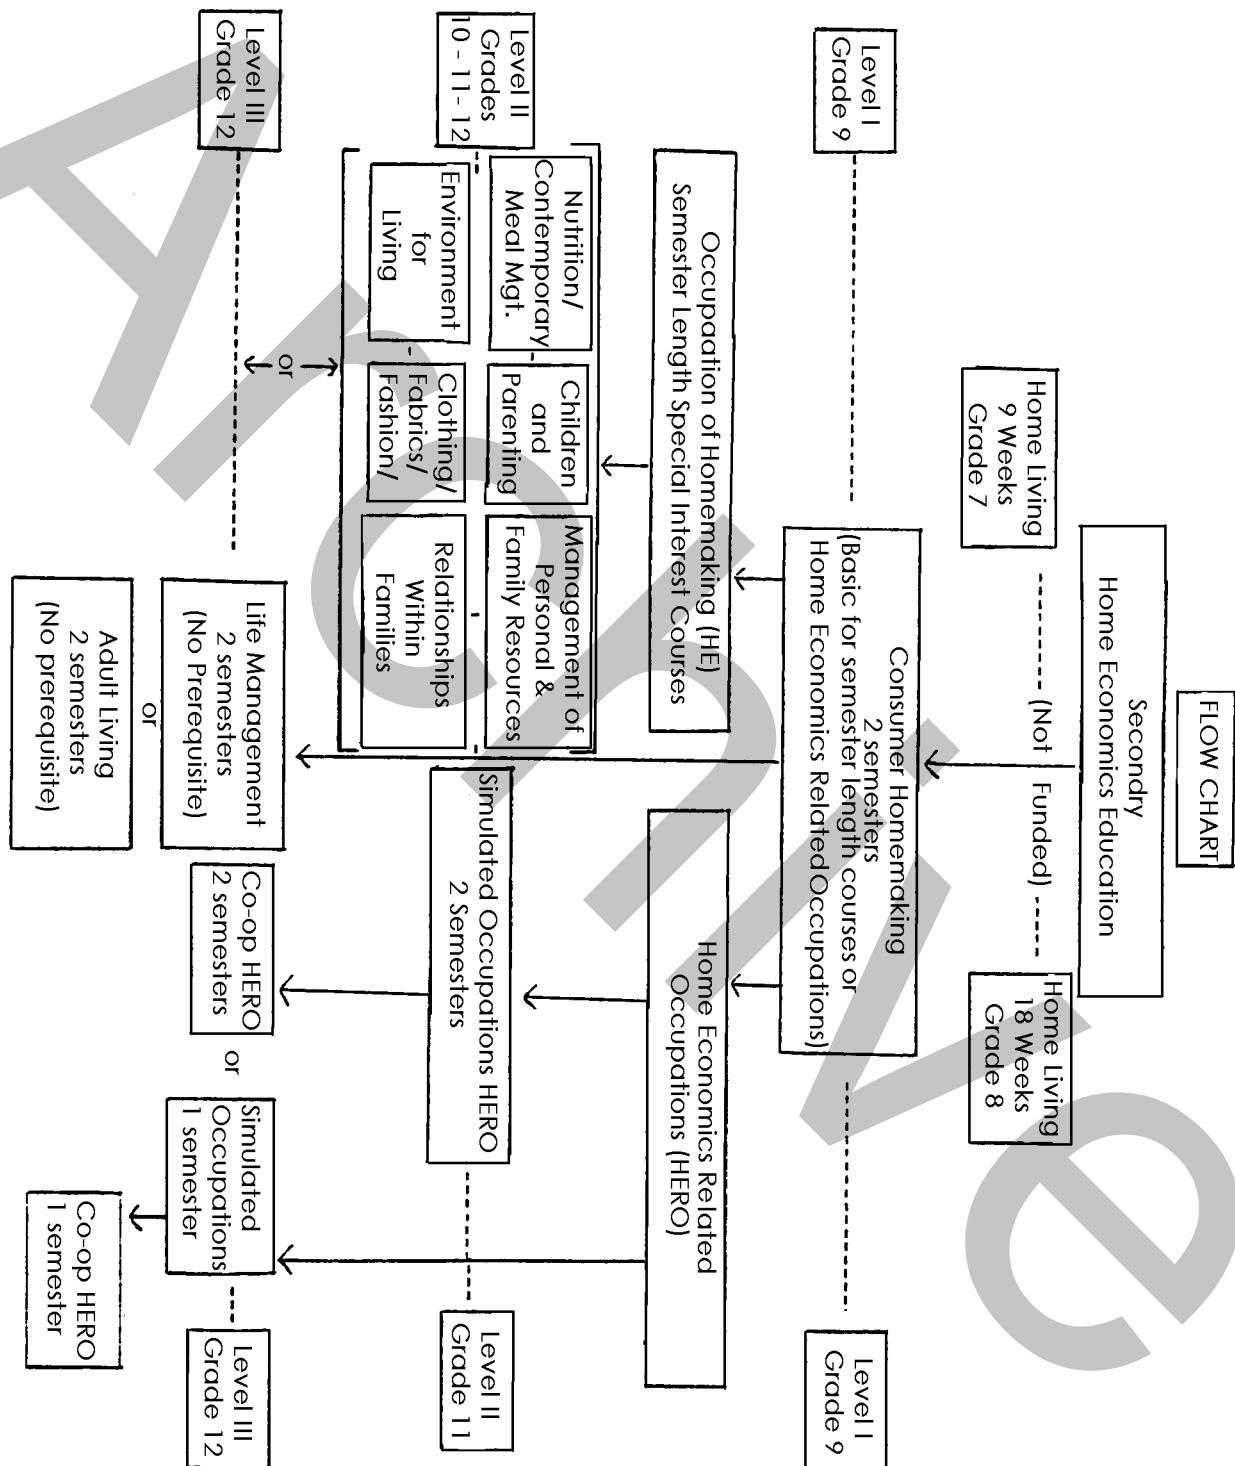 FLOW CHART
Secondry
Home Economics Education
Home Living
9 Weeks
Grade 7
(Not Funded)
Home Living
18 Weeks
Grade 8
Level I
Grade 9
Consumer Homemaking
2 semesters
(Basic for semester length courses or
Home Economics Related Occupations)
Level I
Grade 9
Occupaation of Homemaking (HE)
Semester Length Special Interest Courses
Home Economics Related
Occupations (HERO)
Level II
Grades
10 - 11- 12
Nutrition/
Contemporary
Meal Mgt.
Children
and
Parenting
Management of
Personal &
Family Resources
Environment
for
Living
Clothing/
Fabrics/
Fashion/
Relationships
Within
Families
Simulated Occupations HERO
2 Semesters
Level II
Grade 11
or
Level III
Grade 12
Life Management
2 semesters
(No Prerequisite)
or
Adult Living
2 semesters
(No prerequisite)
Co-op HERO
2 semesters
or
Simulated
Occupations
1 semester
Level III
Grade 12
Co-op HERO
1 semester
Archive